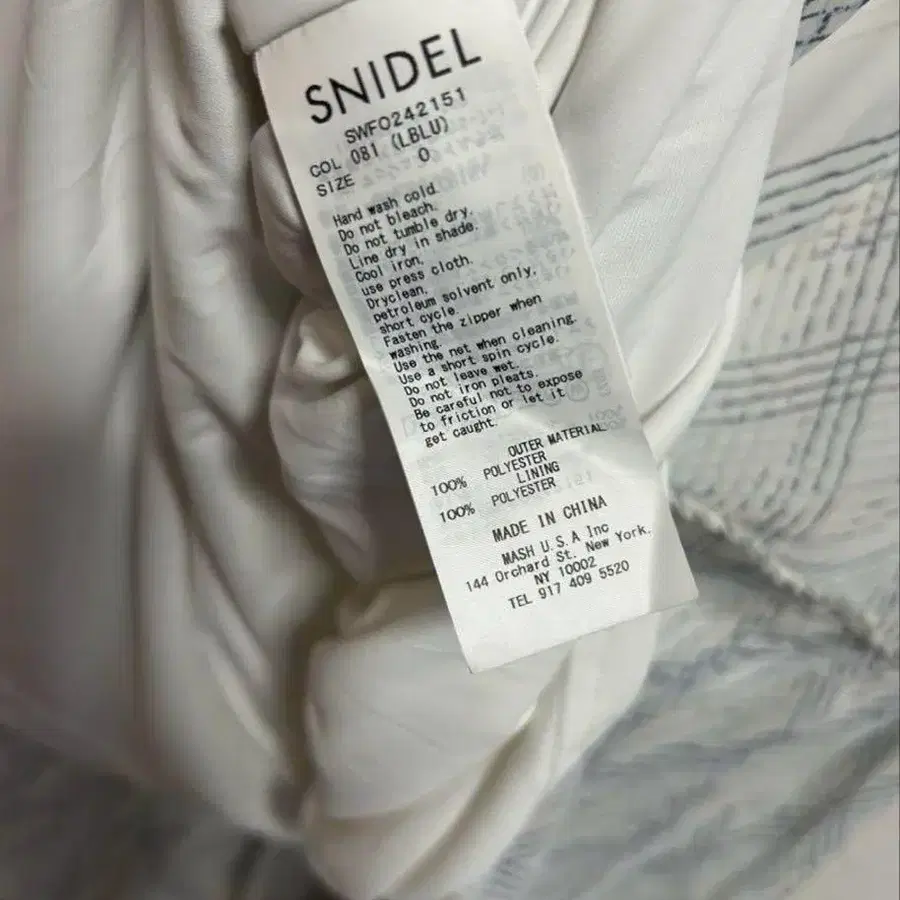 SNIDEL
SWFO242151
COL 081 (LBLU)
SIZE 0
Hand wash cold.
Do not bleach.
Do not tumble dry.
Line dry in shade.
Cool iron.
use press cloth.
Dryclean.
petroleum solvent only,
short cycle.
Fasten the zipper when
washing.
Use the net when cleaning.
Use a short spin cycle.
Do not leave wet.
Do not iron pleats.
Be careful not to expose
to friction or let it
get caught.
OUTER MATERIAL
100% POLYESTER
LINING
100% POLYESTER
MADE IN CHINA
MASH U.S.A Inc
144 Orchard St. New York,
NY 10002
TEL 917 409 5520